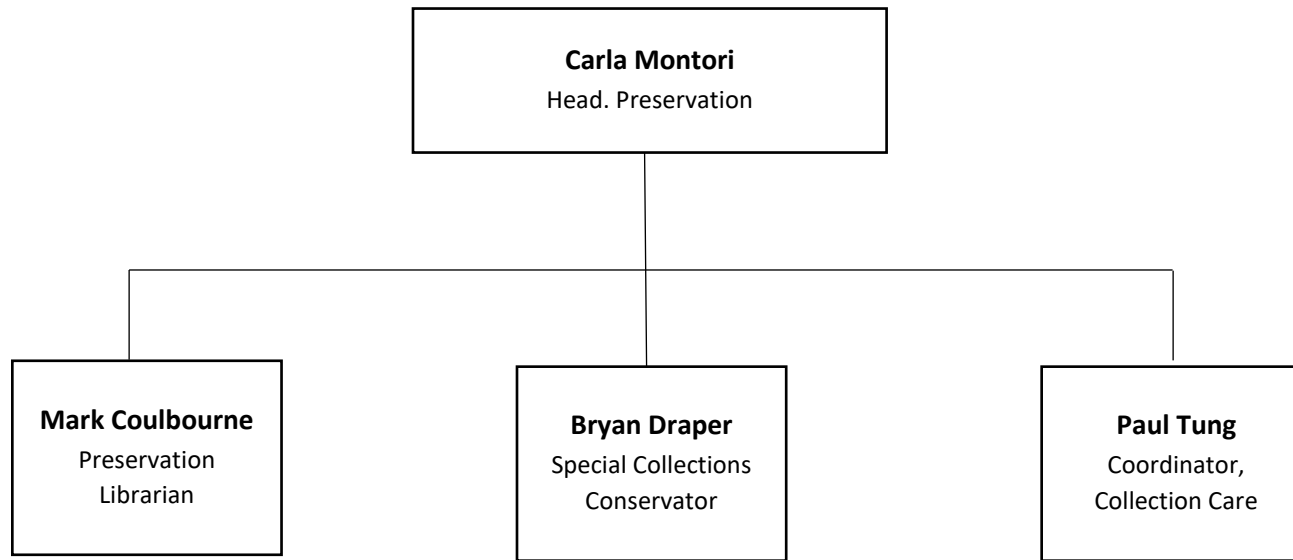 Carla Montori
Head. Preservation
Mark Coulbourne
Preservation
Librarian
Bryan Draper
Special Collections
Conservator
Paul Tung
Coordinator,
Collection Care